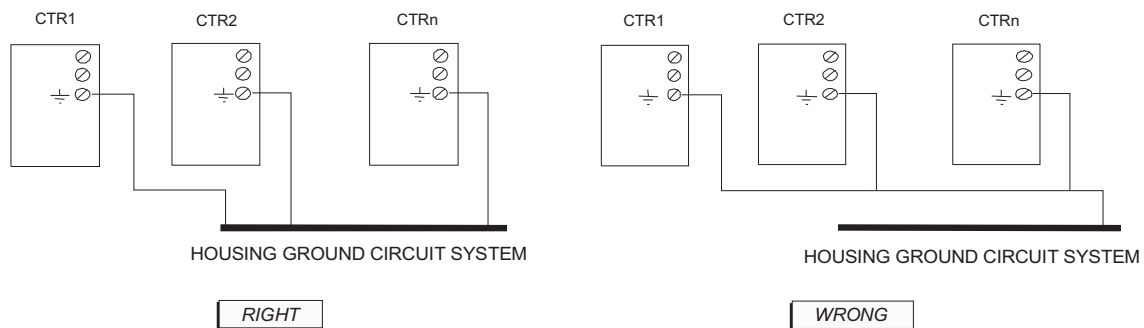 CTR1 CTR2 CTRn
HOUSING GROUND CIRCUIT SYSTEM
RIGHT
CTR1 CTR2 CTRn
HOUSING GROUND CIRCUIT SYSTEM
WRONG